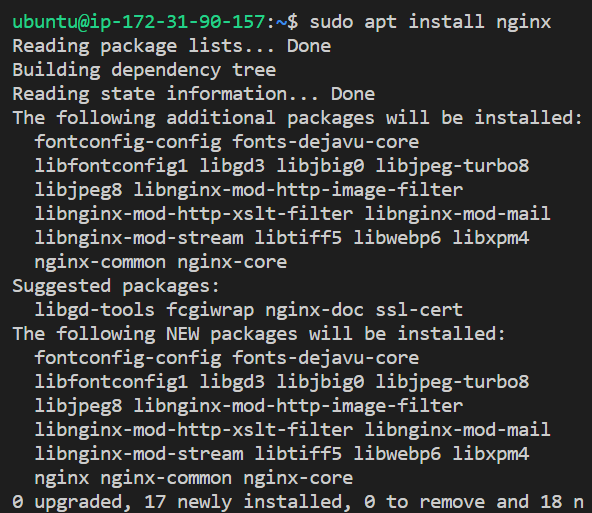 ubuntu@ip-172-31-90-157:~$ sudo apt install nginx
Reading package lists... Done
Building dependency tree
Reading state information... Done
The following additional packages will be installed:
  fontconfig-config fonts-dejavu-core
  libfontconfig1 libgd3 libjbig0 libjpeg-turbo8
  libjpeg8 libnginx-mod-http-image-filter
  libnginx-mod-http-xslt-filter libnginx-mod-mail
  libnginx-mod-stream libtiff5 libwebp6 libxpm4
  nginx-common nginx-core
Suggested packages:
  libgd-tools fcgiwrap nginx-doc ssl-cert
The following NEW packages will be installed:
  fontconfig-config fonts-dejavu-core
  libfontconfig1 libgd3 libjbig0 libjpeg-turbo8
  libjpeg8 libnginx-mod-http-image-filter
  libnginx-mod-http-xslt-filter libnginx-mod-mail
  libnginx-mod-stream libtiff5 libwebp6 libxpm4
  nginx nginx-common nginx-core
0 upgraded, 17 newly installed, 0 to remove and 18 n